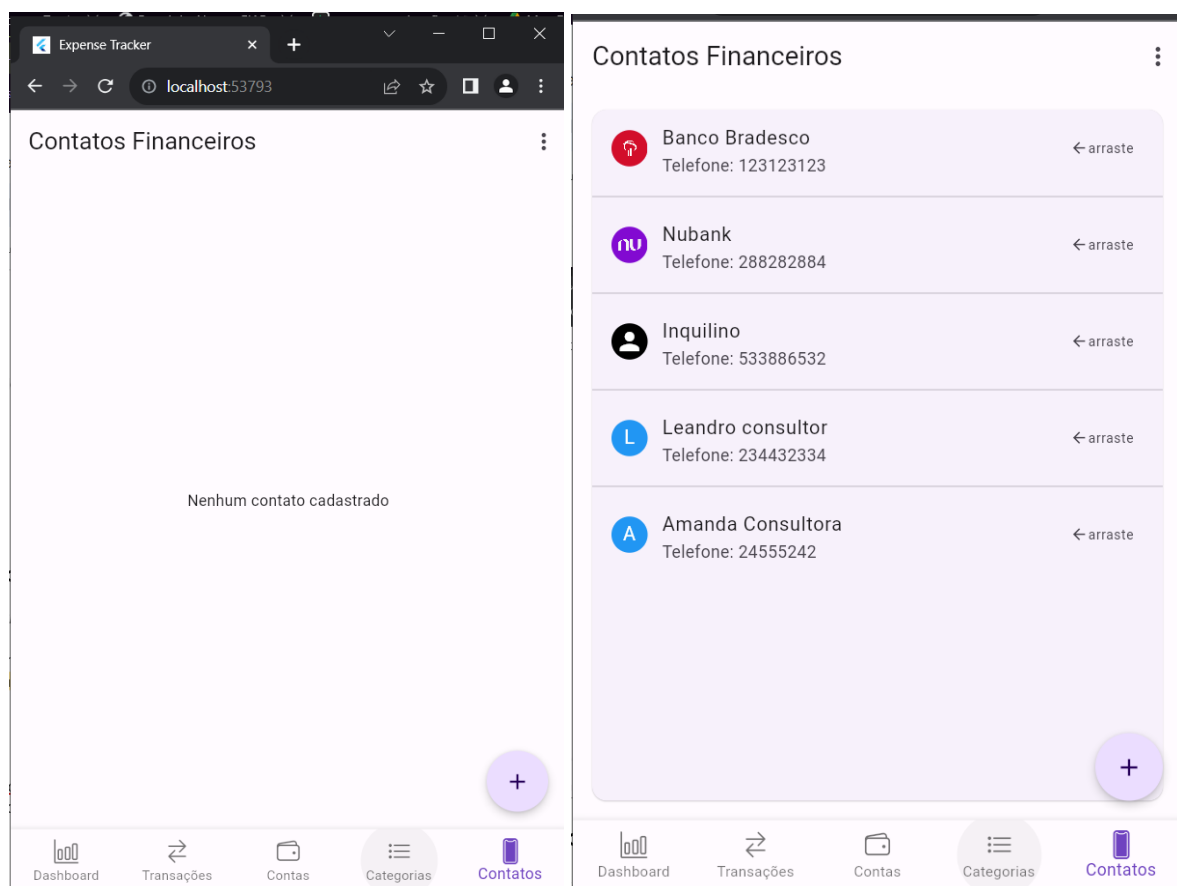 Expense Tracker
localhost:53793
Contatos Financeiros
Nenhum contato cadastrado
+
Dashboard
Transações
Contas
Categorias
Contatos
Contatos Financeiros
Banco Bradesco
Telefone: 123123123
←arraste
nu
Nubank
Telefone: 288282884
←arraste
Inquilino
Telefone: 533886532
←arraste
L
Leandro consultor
Telefone: 234432334
←arraste
A
Amanda Consultora
Telefone: 24555242
←arraste
+
Dashboard
Transações
Contas
Categorias
Contatos